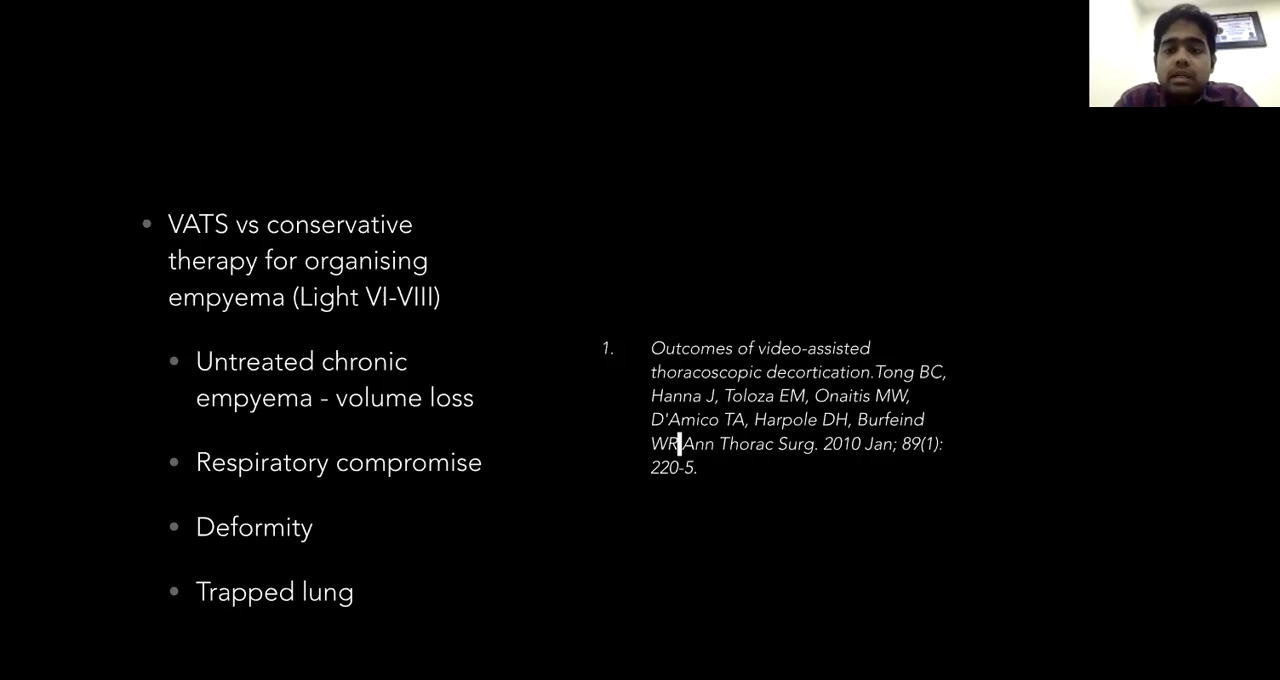 VATS vs conservative
therapy for organising
empyema (Light VI-VIII)
Untreated chronic
empyema - volume loss
Respiratory compromise
Deformity
Trapped lung
1. Outcomes of video-assisted
thoracoscopic decortication.Tong BC,
Hanna J, Toloza EM, Onaitis MW,
D'Amico TA, Harpole DH, Burfeind
WR Ann Thorac Surg. 2010 Jan; 89(1):
220-5.